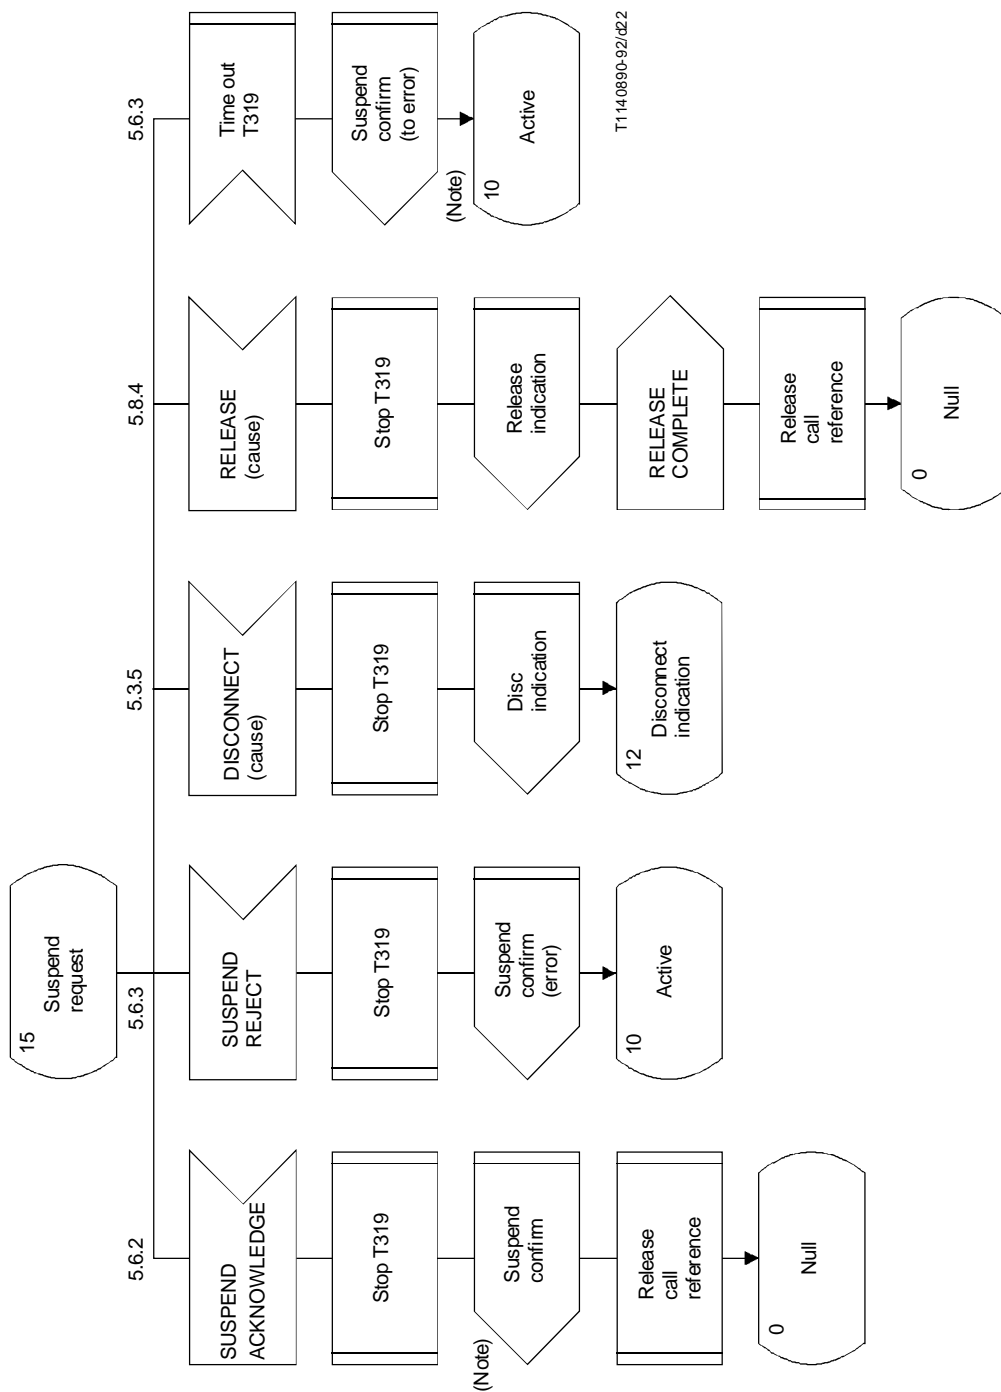 15
Suspend
request
5.6.2
5.6.3
5.3.5
5.8.4
5.6.3
SUSPEND
ACKNOWLEDGE
SUSPEND
REJECT
DISCONNECT
(cause)
RELEASE
(cause)
Time out
T319
Stop T319
Stop T319
Stop T319
Stop T319
Suspend
confirm
(to error)
(Note)
Suspend
confirm
Suspend
confirm
(error)
Disc
indication
Release
indication
(Note)
10
Active
Release
call
reference
10
Active
12
Disconnect
indication
RELEASE
COMPLETE
T1140890-92/d22
0
Null
Release
call
reference
0
Null